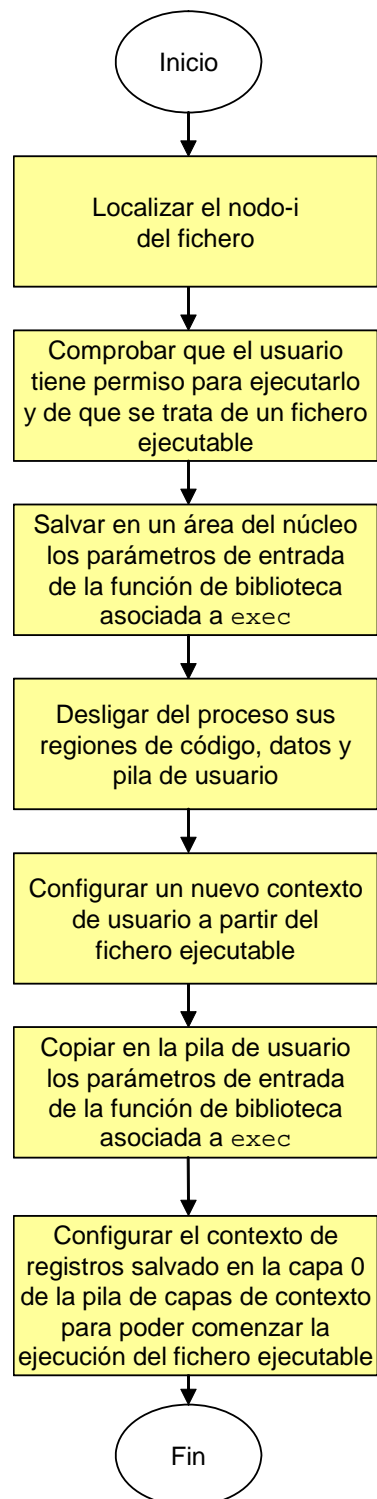 Inicio
Localizar el nodo-i
del fichero
Comprobar que el usuario
tiene permiso para ejecutarlo
y de que se trata de un fichero
ejecutable
Salvar en un área del núcleo
los parámetros de entrada
de la función de biblioteca
asociada a exec
Desligar del proceso sus
regiones de código, datos y
pila de usuario
Configurar un nuevo contexto
de usuario a partir del
fichero ejecutable
Copiar en la pila de usuario
los parámetros de entrada
de la función de biblioteca
asociada a exec
Configurar el contexto de
registros salvado en la capa 0
de la pila de capas de contexto
para poder comenzar la
ejecución del fichero ejecutable
Fin